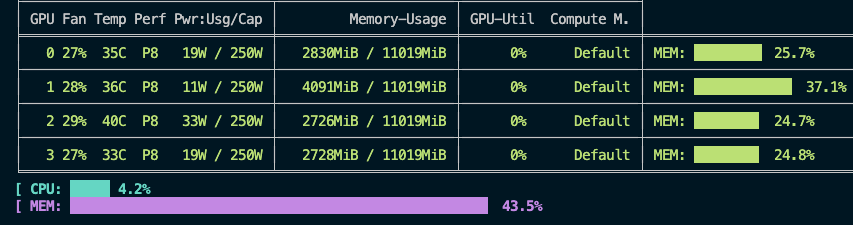 GPU Fan Temp Perf Pwr:Usg/Cap Memory-Usage GPU-Util Compute M.
0 27% 35C P8 19W / 250W 2830MiB / 11019MiB 0% Default MEM: 25.7%
1 28% 36C P8 11W / 250W 4091MiB / 11019MiB 0% Default MEM: 37.1%
2 29% 40C P8 33W / 250W 2726MiB / 11019MiB 0% Default MEM: 24.7%
3 27% 33C P8 19W / 250W 2728MiB / 11019MiB 0% Default MEM: 24.8%
[ CPU: 4.2%
[ MEM: 43.5%